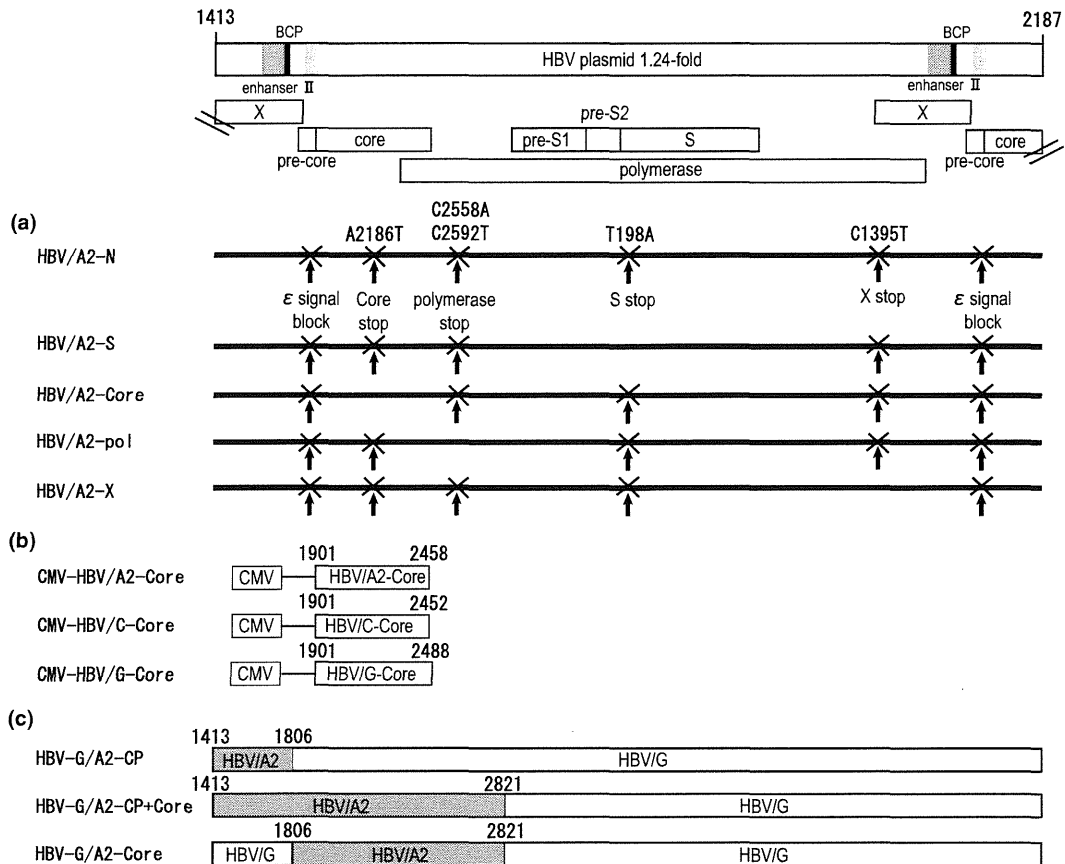 1413 2187
BCP BCP
HBV plasmid 1.24-fold
enhanser II enhanser II
X pre-S2 X
core pre-S1 S core
pre-core pre-core
polymerase
(a)
C2558A
A2186T C2592T T198A C1395T
HBV/A2-N
ε signal block
Core stop
polymerase stop
S stop
X stop
ε signal block
HBV/A2-S
HBV/A2-Core
HBV/A2-pol
HBV/A2-X
(b)
1901 2458
CMV-HBV/A2-Core CMV HBV/A2-Core
1901 2452
CMV-HBV/C-Core CMV HBV/C-Core
1901 2488
CMV-HBV/G-Core CMV HBV/G-Core
(c)
1413 1806
HBV-G/A2-CP HBV/A2 HBV/G
1413 2821
HBV-G/A2-CP+Core HBV/A2 HBV/G
1806 2821
HBV-G/A2-Core HBV/G HBV/A2 HBV/G